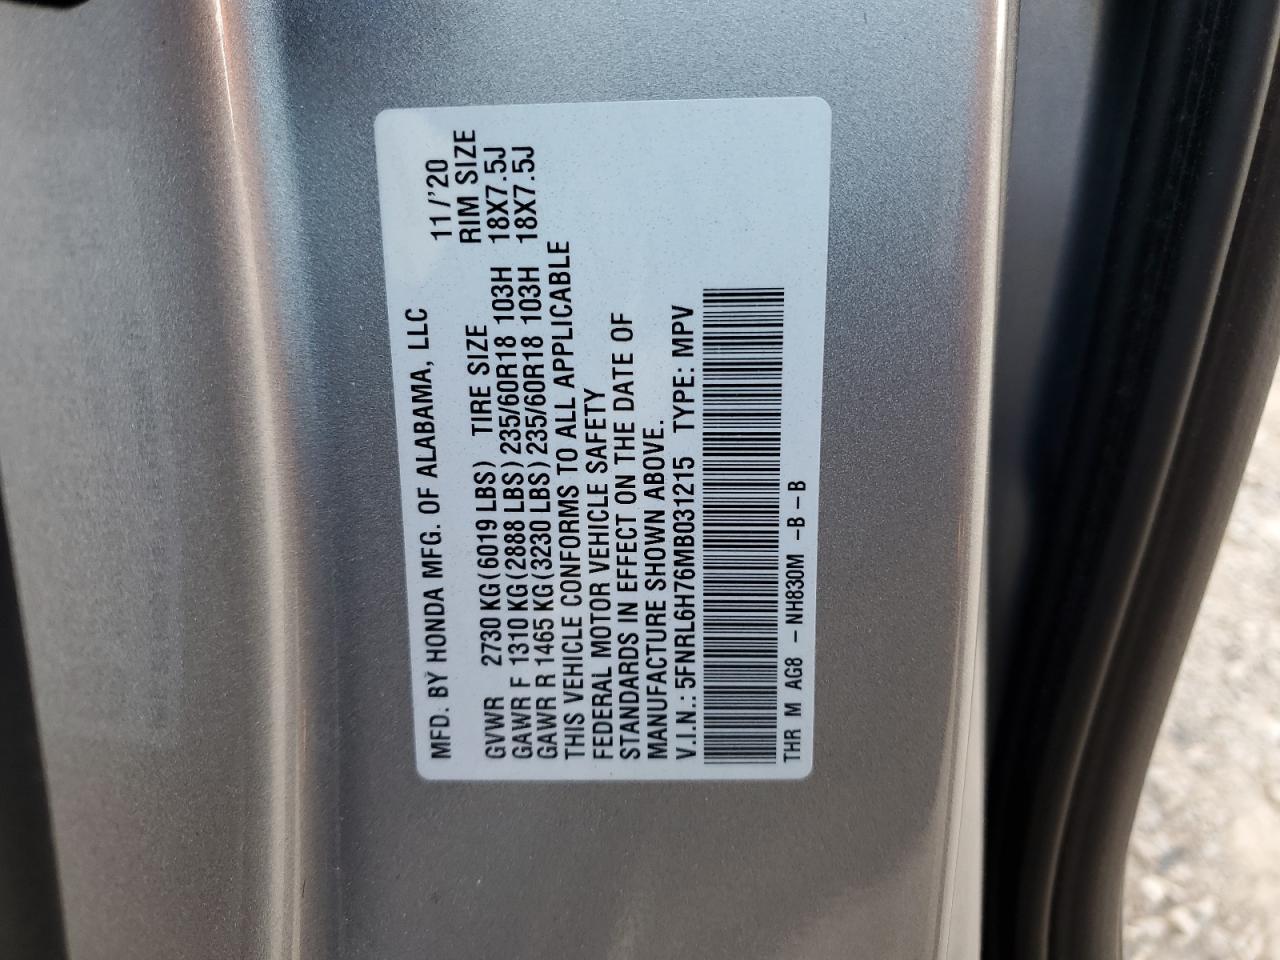 MFD. BY HONDA MFG. OF ALABAMA, LLC 11/'20
TIRE SIZE RIM SIZE
GVWR 2730 KG(6019 LBS)
GAWR F 1310 KG(2888 LBS) 235/60R18 103H 18X7.5J
GAWR R 1465 KG(3230 LBS) 235/60R18 103H 18X7.5J
THIS VEHICLE CONFORMS TO ALL APPLICABLE
FEDERAL MOTOR VEHICLE SAFETY
STANDARDS IN EFFECT ON THE DATE OF
MANUFACTURE SHOWN ABOVE.
V.I.N.: 5FNRL6H76MB031215 TYPE: MPV
THR M AG8 - NH830M -B-B